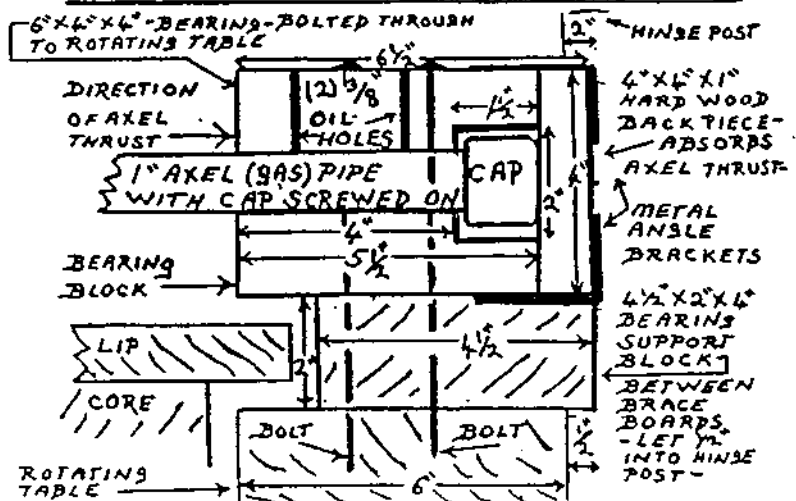 6"X4"X4"-BEARING-BOLTED THROUGH
TO ROTATING TABLE
6½"
2"
HINGE POST
DIRECTION
OF AXEL
THRUST
(2) 3/8"
OIL
HOLES
1½"
4"X4"X1"
HARD WOOD
BACK PIECE-
ABSORBS
AXEL THRUST-
1" AXEL (GAS) PIPE
WITH CAP SCREWED ON
CAP
2"
4"
METAL
ANGLE
BRACKETS
4"
5½"
BEARING
BLOCK
4½"X2"X4"
BEARING
SUPPORT
BLOCK
BETWEEN
BRACE
BOARDS
-LET ½"
INTO HINGE
POST-
LIP
CORE
2"
4½"
BOLT
BOLT
½"
ROTATING
TABLE
6"